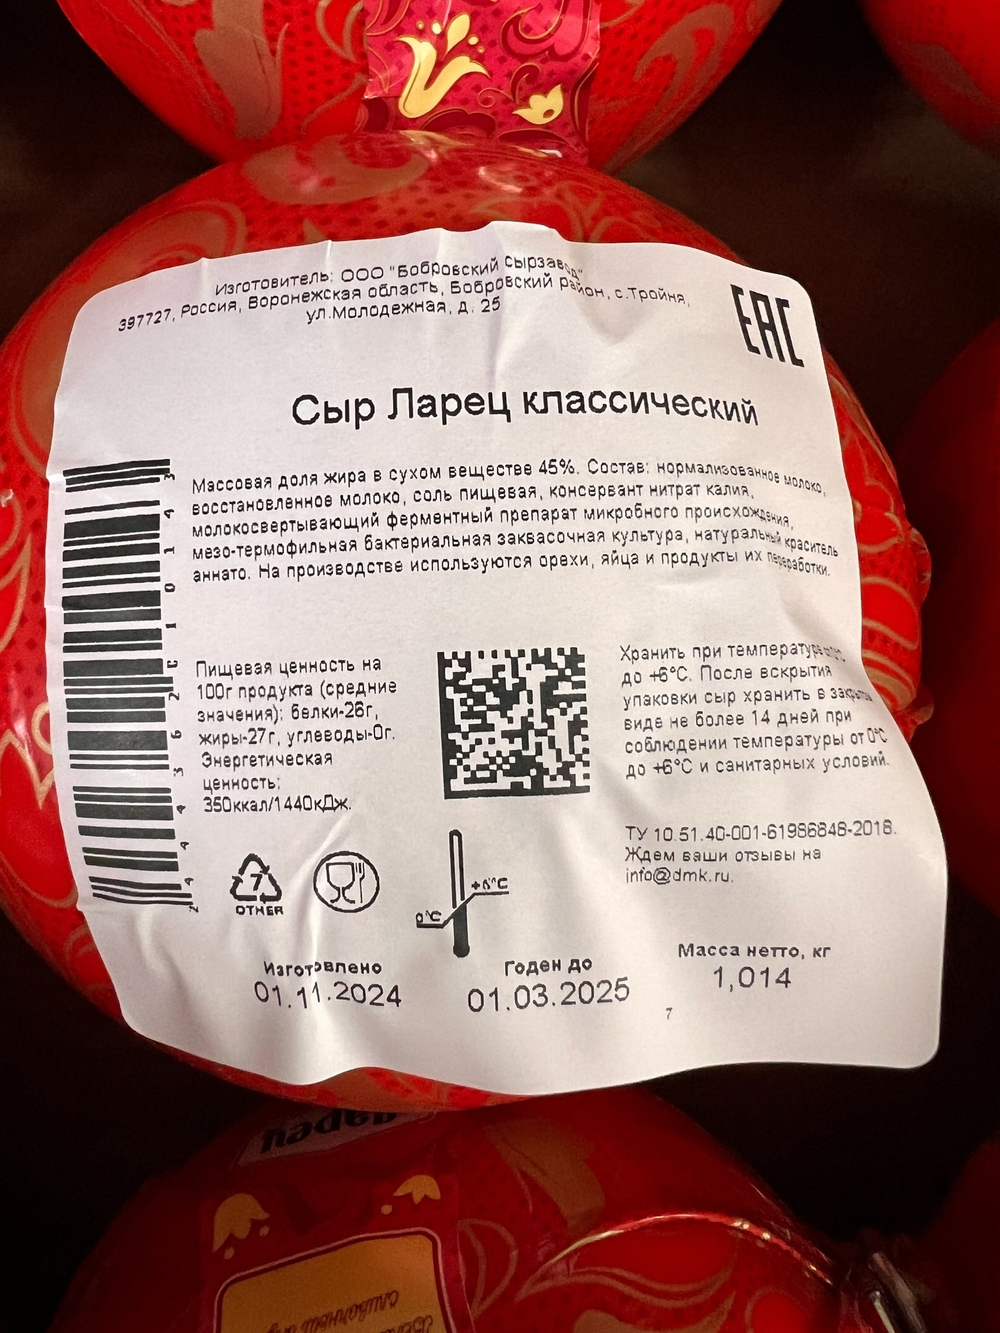 Изготовитель: ООО "Бобровский сырзавод",
397727, Россия, Воронежская область, Бобровский Район, с.Тройня,
ул.Молодежная, д. 25
ЕАС
Сыр Ларец классический
Массовая доля жира в сухом веществе 45%. Состав: нормализованное молоко,
восстановленное молоко, соль пищевая, консервант нитрат калия,
молокосвертывающий ферментный препарат микробного происхождения,
мезо-термофильная бактериальная заквасочная культура, натуральный краситель
аннато. На производстве используются орехи, яйца и продукты их переработки.
Пищевая ценность на
100г продукта (средние
значения): белки-26г,
жиры-27г, углеводы-0г.
Энергетическая
ценность:
350ккал/1440кДж.
Хранить при температуре
до +6°C. После вскрытия
упаковки сыр хранить в закрытом
виде не более 14 дней при
соблюдении температуры от 0°C
до +6°C и санитарных условий.
ТУ 10.51.40-001-61986846-2016.
Ждем ваши отзывы на
info@dmk.ru.
7
OTHER
+6°C
0°C
Изготовлено
01.11.2024
Годен до
01.03.2025
Масса нетто, кг
1,014
7
Ларец